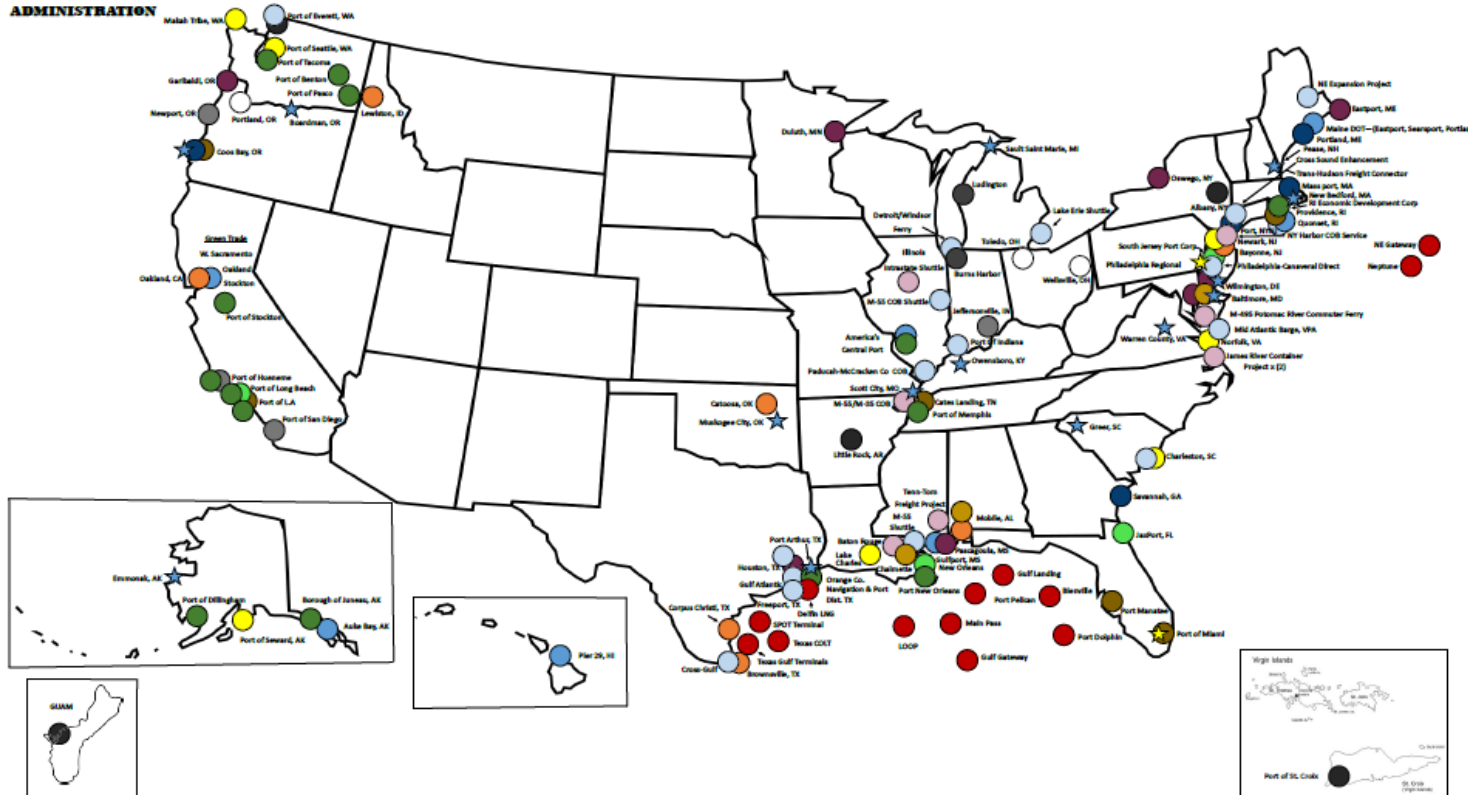 ADMINISTRATION
Makah Tribe, WA
Port of Everett, WA
Port of Seattle, WA
Port of Tacoma
Port of Benton
Port of Pasco
Garibaldi, OR
Newport, OR
Portland, OR
Boardman, OR
Lewiston, ID
Coos Bay, OR
Green Trade
W. Sacramento
Oakland, CA
Oakland
Stockton
Port of Stockton
Port of Hueneme
Port of Long Beach
Port of L.A
Port of San Diego
Duluth, MN
Sault Saint Marie, MI
Ludington
Detroit/Windsor
Ferry
Lake Erie Shuttle
Toledo, OH
Wellsville, OH
Burns Harbor
Illinois
Intrastate Shuttle
M-55 COB Shuttle
Jeffersonville, IN
America's
Central Port
Port Of Indiana
Owensboro, KY
Paducah-McCracken Co COB
Scott City, MO
M-55/M-35 COB
Cates Landing, TN
Port of Memphis
Catoosa, OK
Muskogee City, OK
Little Rock, AR
NE Expansion Project
Eastport, ME
Maine DOT—(Eastport, Searsport, Portland
Portland, ME
Pease, NH
Cross Sound Enhancement
Trans-Hudson Freight Connector
Oswego, NY
Albany, NY
Mass port, MA
New Bedford, MA
RI Economic Development Corp
Providence, RI
Quonset, RI
Port, NYNJ
NY Harbor COB Service
Newark, NJ
Bayonne, NJ
South Jersey Port Corp.
Philadelphia Regional
Philadelphia-Canaveral Direct
NE Gateway
Neptune
Wilmington, DE
Baltimore, MD
M-495 Potomac River Commuter Ferry
Mid Atlantic Barge, VPA
Warren County, VA
Norfolk, VA
James River Container
Project x (2)
Greer, SC
Charleston, SC
Savannah, GA
JaxPort, FL
Tenn-Tom
Freight Project
M-55
Shuttle
Mobile, AL
Baton Rouge
Pascagoula, MS
Lake
Charles
Gulfport, MS
Chalmette
New Orleans
Port Arthur, TX
Houston, TX
Orange Co.
Navigation & Port
Dist. TX
Gulf Atlantic
Freeport, TX
Delfin LNG
Corpus Christi, TX
SPOT Terminal
Texas COLT
Texas Gulf Terminals
Cross-Gulf
Brownsville, TX
Port New Orleans
Gulf Landing
Port Pelican
Bienville
Main Pass
LOOP
Gulf Gateway
Port Dolphin
Port Manatee
Port of Miami
Emmonak, AK
Port of Dillingham
Borough of Juneau, AK
Port of Seward, AK
Auke Bay, AK
Pier 29, HI
GUAM
Virgin Islands
Port of St. Croix
St. Croix
(Virgin Islands)